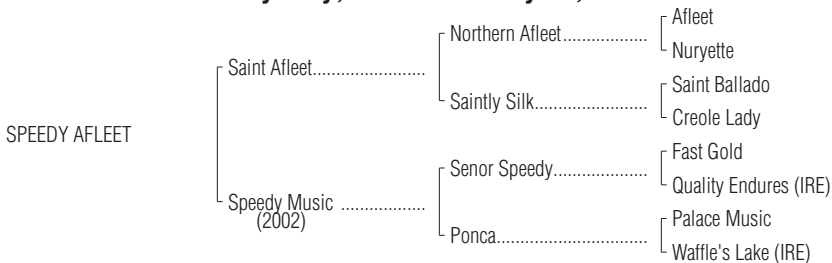 Afleet
Northern Afleet....................
Nuryette
Saint Afleet.........................
Saint Ballado
Saintly Silk..........................
Creole Lady
SPEEDY AFLEET
Fast Gold
Senor Speedy.....................
Quality Endures (IRE)
Speedy Music ...................
(2002)
Palace Music
Ponca..................................
Waffle's Lake (IRE)